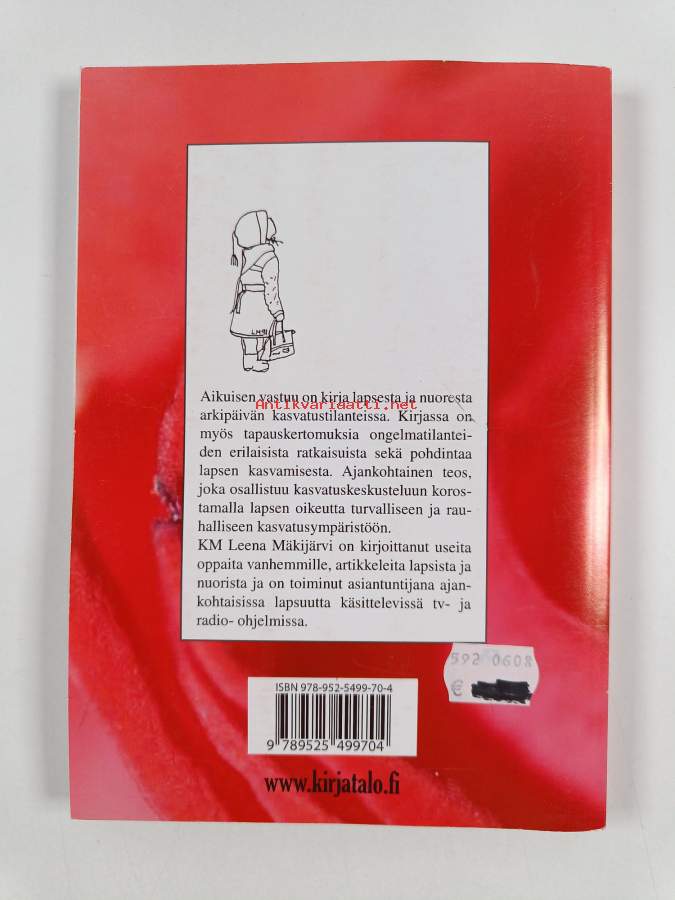 LM91
Aikuisen vastuu on kirja lapsesta ja nuoresta
Antikvariaatti.net
arkipäivän kasvatustilanteissa. Kirjassa on
myös tapauskertomuksia ongelmatilantei-
den erilaisista ratkaisuista sekä pohdintaa
lapsen kasvamisesta. Ajankohtainen teos,
joka osallistuu kasvatuskeskusteluun koros-
tamalla lapsen oikeutta turvalliseen ja rau-
halliseen kasvatusympäristöön.
KM Leena Mäkijärvi on kirjoittanut useita
oppaita vanhemmille, artikkeleita lapsista ja
nuorista ja on toiminut asiantuntijana ajan-
kohtaisissa lapsuutta käsittelevissä tv- ja
radio- ohjelmissa.
592 0608
€
ISBN 978-952-5499-70-4
9 789525 499704
www.kirjatalo.fi